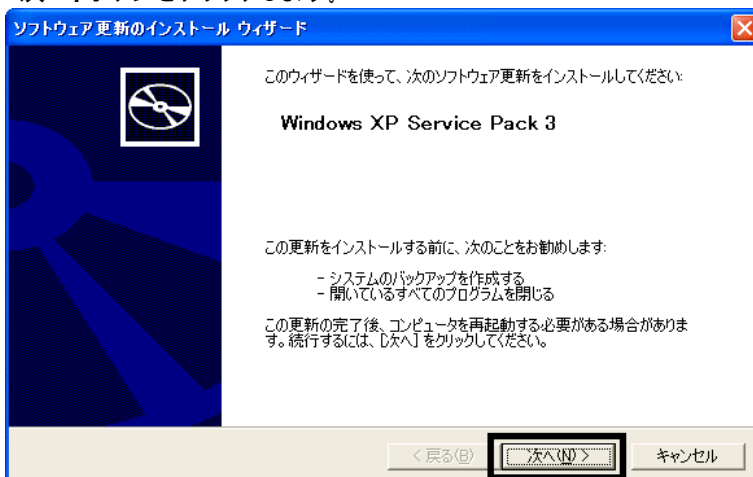 ソフトウェア更新のインストール ウィザード
このウィザードを使って、次のソフトウェア更新をインストールしてください:
Windows XP Service Pack 3
この更新をインストールする前に、次のことをお勧めします:
- システムのバックアップを作成する
- 開いているすべてのプログラムを閉じる
この更新の完了後、コンピュータを再起動する必要がある場合がありま
す。続行するには、[次へ] をクリックしてください。
< 戻る(B)
次へ(N) >
キャンセル